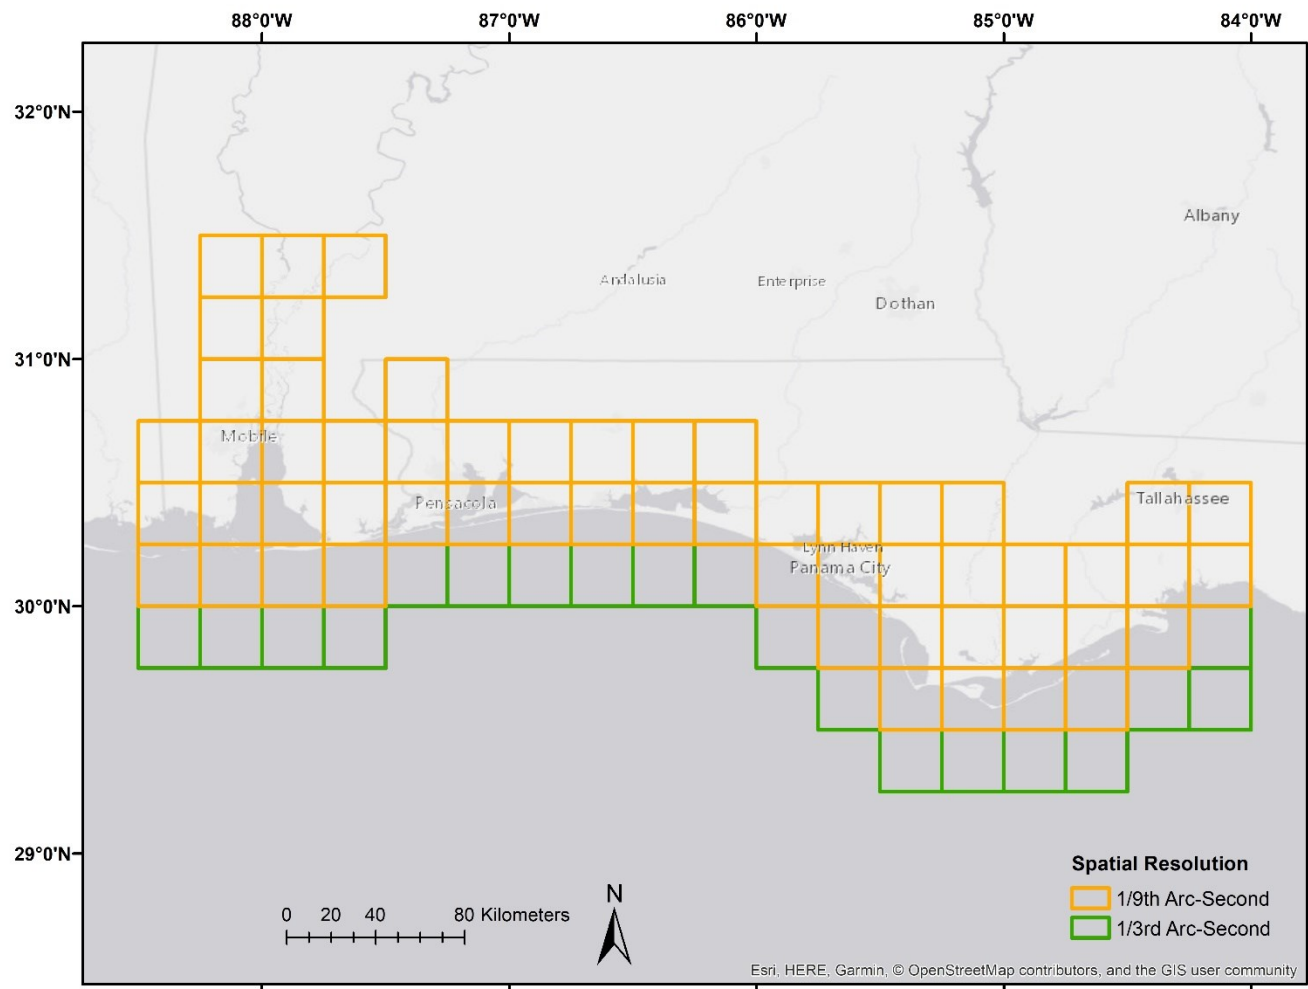 88°0'W 87°0'W 86°0'W 85°0'W 84°0'W
32°0'N
Albany
Andalusia
Enterprise
Dothan
31°0'N
Mobile
Pensacola
Tallahassee
Lynn Haven
Panama City
30°0'N
29°0'N
Spatial Resolution
1/9th Arc-Second
1/3rd Arc-Second
N
0 20 40 80 Kilometers
Esri, HERE, Garmin, © OpenStreetMap contributors, and the GIS user community